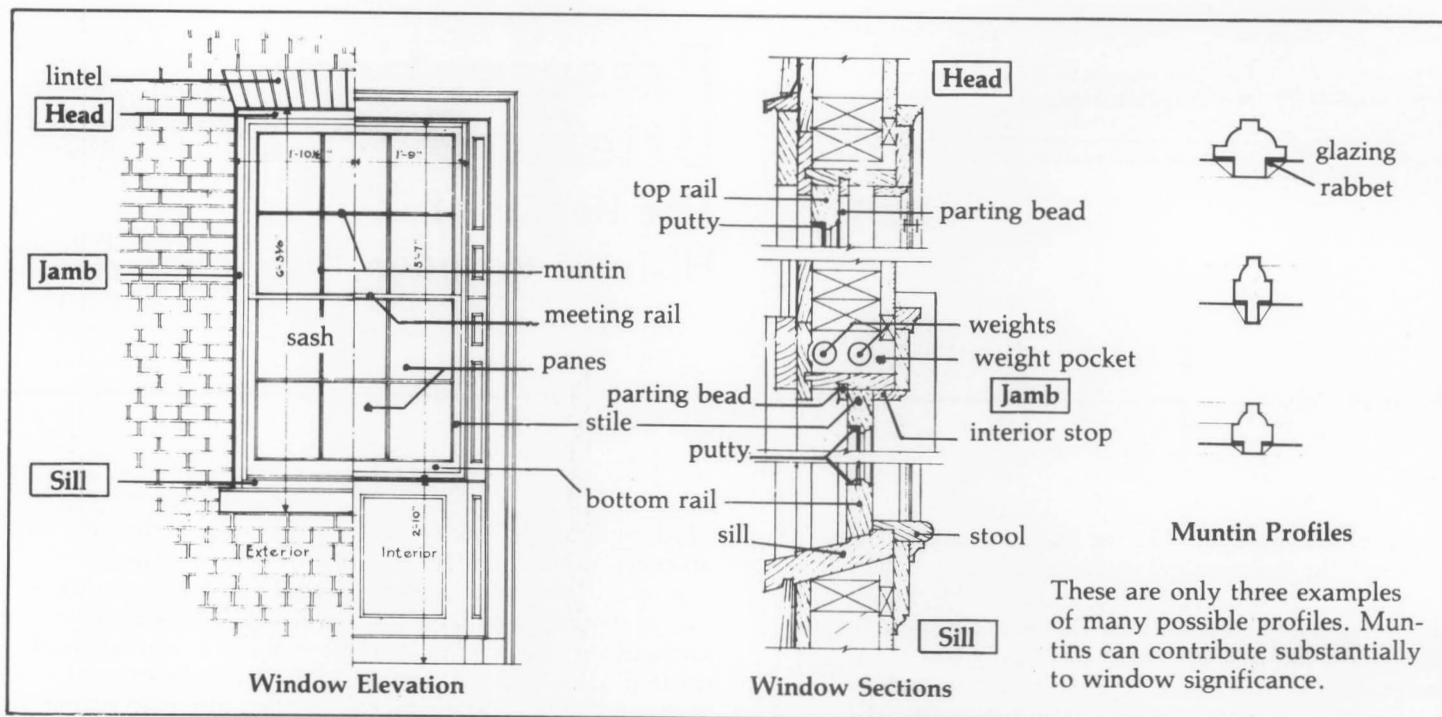 lintel
Head
1'-10½"
1'-9"
6'-3⅛"
5'-7"
Jamb
muntin
meeting rail
sash
panes
stile
Sill
bottom rail
2'-10"
Exterior
Interior
Window Elevation
Head
top rail
putty
parting bead
weights
weight pocket
parting bead
Jamb
interior stop
putty
sill
stool
Sill
Window Sections
glazing
rabbet
Muntin Profiles
These are only three examples
of many possible profiles. Mun-
tins can contribute substantially
to window significance.